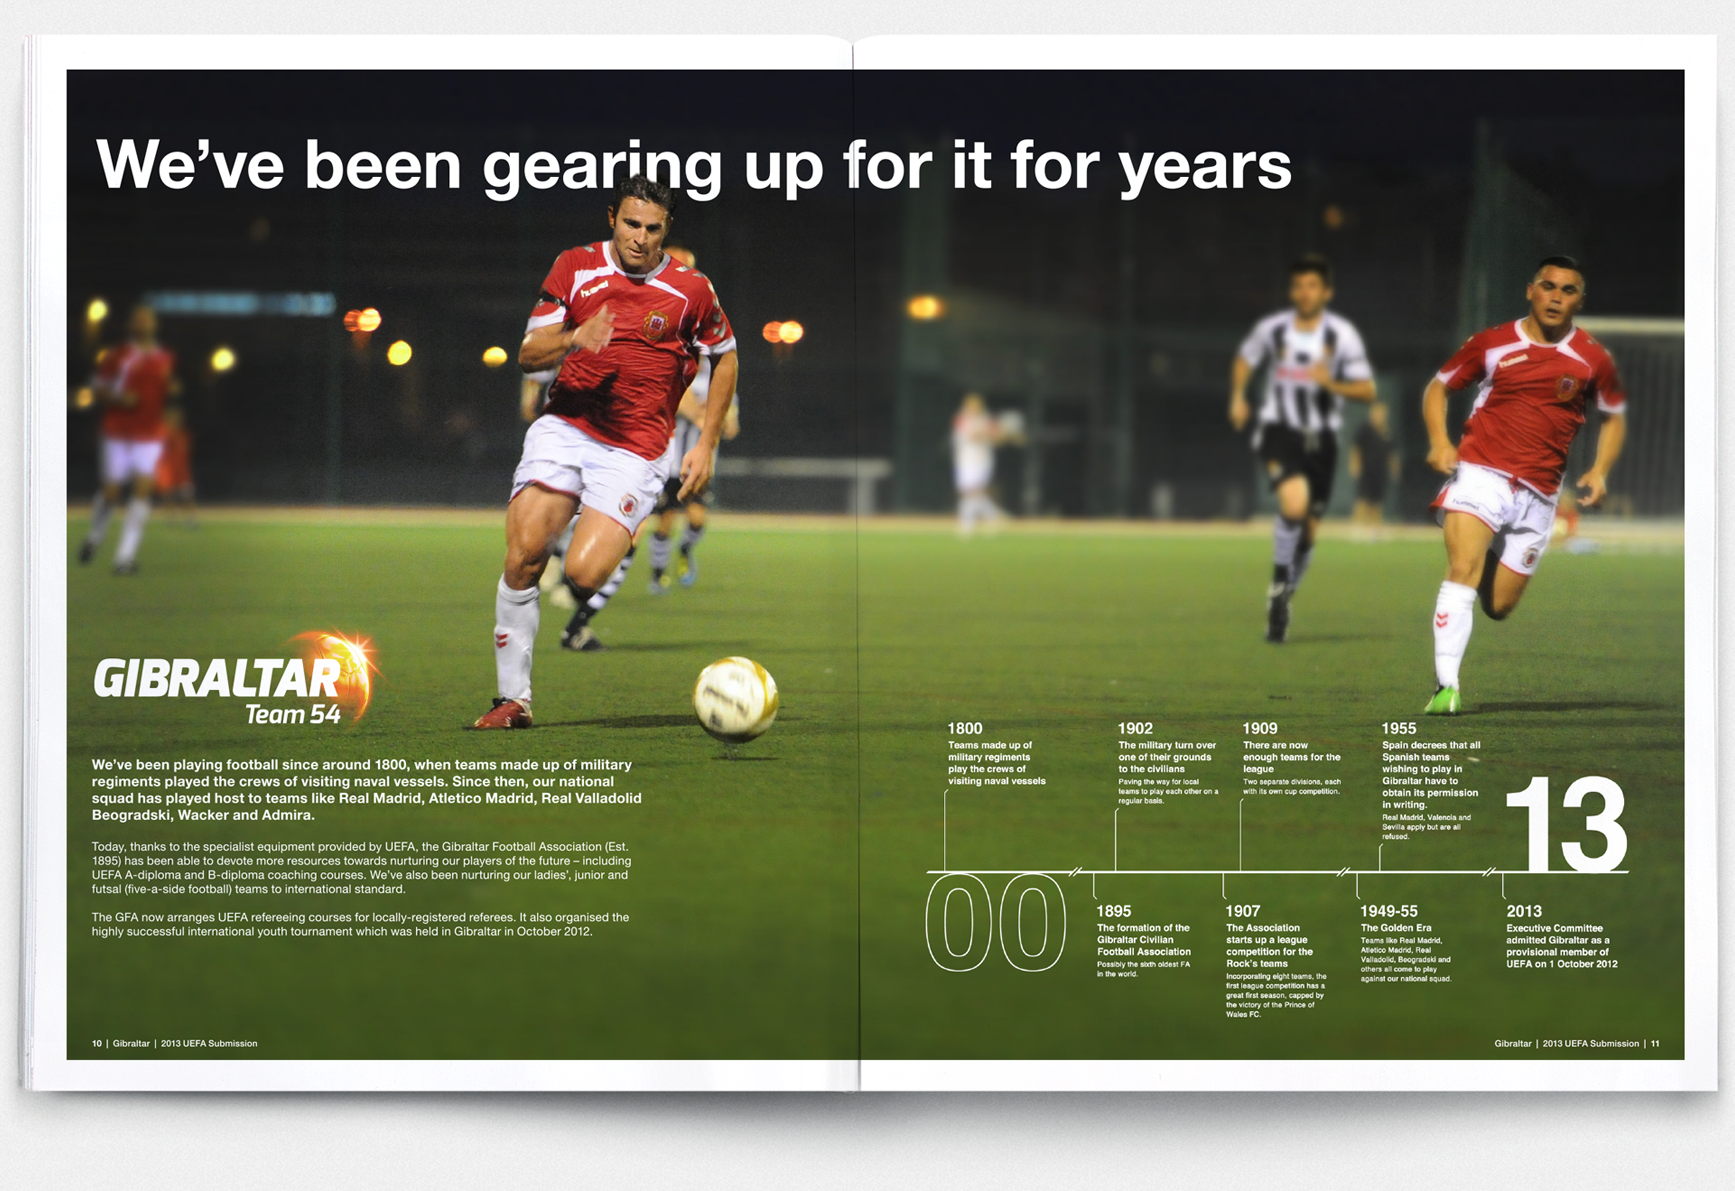 We've been gearing up for it for years
hummel
hummel
hummel
GIBRALTAR
Team 54
We've been playing football since around 1800, when teams made up of military
regiments played the crews of visiting naval vessels. Since then, our national
squad has played host to teams like Real Madrid, Atletico Madrid, Real Valladolid
Beogradski, Wacker and Admira.
Today, thanks to the specialist equipment provided by UEFA, the Gibraltar Football Association (Est.
1895) has been able to devote more resources towards nurturing our players of the future – including
UEFA A-diploma and B-diploma coaching courses. We've also been nurturing our ladies', junior and
futsal (five-a-side football) teams to international standard.
The GFA now arranges UEFA refereeing courses for locally-registered referees. It also organised the
highly successful international youth tournament which was held in Gibraltar in October 2012.
10 | Gibraltar | 2013 UEFA Submission
1800
Teams made up of
military regiments
play the crews of
visiting naval vessels
1902
The military turn over
one of their grounds
to the civilians
Paving the way for local
teams to play each other on a
regular basis.
1909
There are now
enough teams for the
league
Two separate divisions, each
with its own cup competition.
1955
Spain decrees that all
Spanish teams
wishing to play in
Gibraltar have to
obtain its permission
in writing.
Real Madrid, Valencia and
Sevilla apply but are all
refused.
13
00
1895
The formation of the
Gibraltar Civilian
Football Association
Possibly the sixth oldest FA
in the world.
1907
The Association
starts up a league
competition for the
Rock's teams
Incorporating eight teams, the
first league competition has a
great first season, capped by
the victory of the Prince of
Wales FC.
1949-55
The Golden Era
Teams like Real Madrid,
Atletico Madrid, Real
Valladolid, Beogradski and
others all come to play
against our national squad.
2013
Executive Committee
admitted Gibraltar as a
provisional member of
UEFA on 1 October 2012
Gibraltar | 2013 UEFA Submission | 11